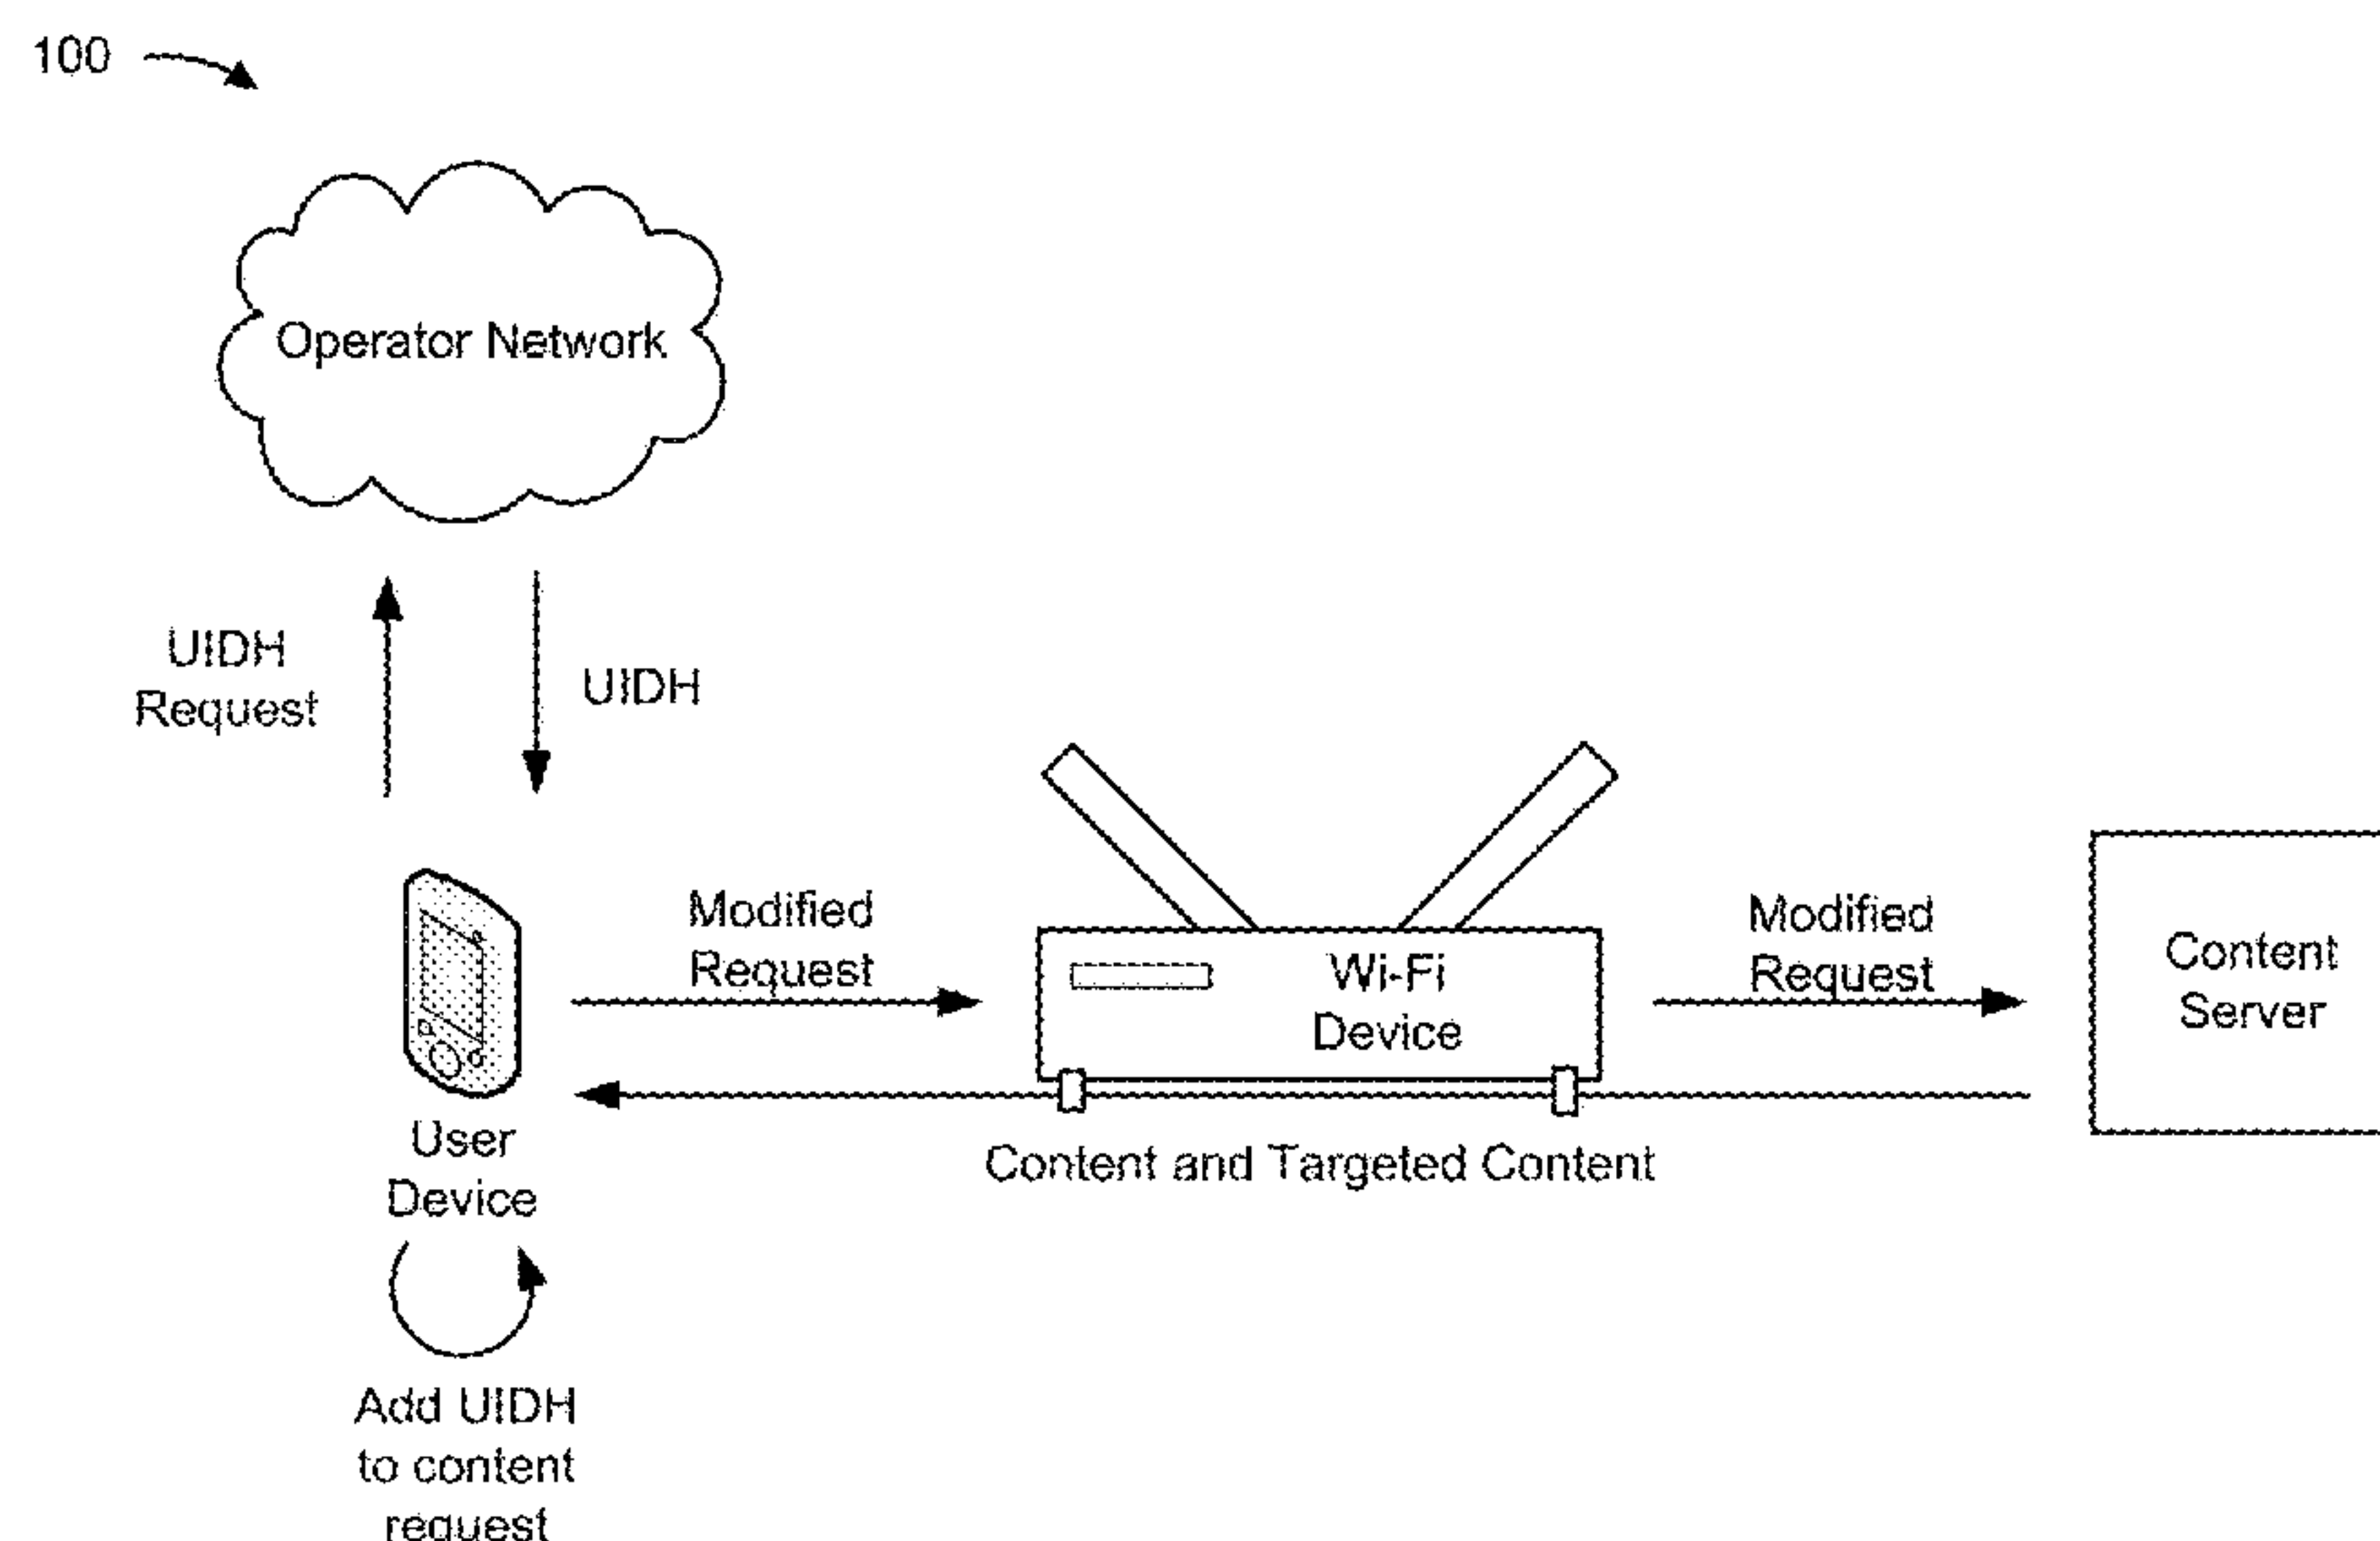 100
Operator Network
UIDH
Request
UIDH
Modified
Request
Wi-Fi
Device
Modified
Request
Content
Server
User
Device
Content and Targeted Content
Add UIDH
to content
request